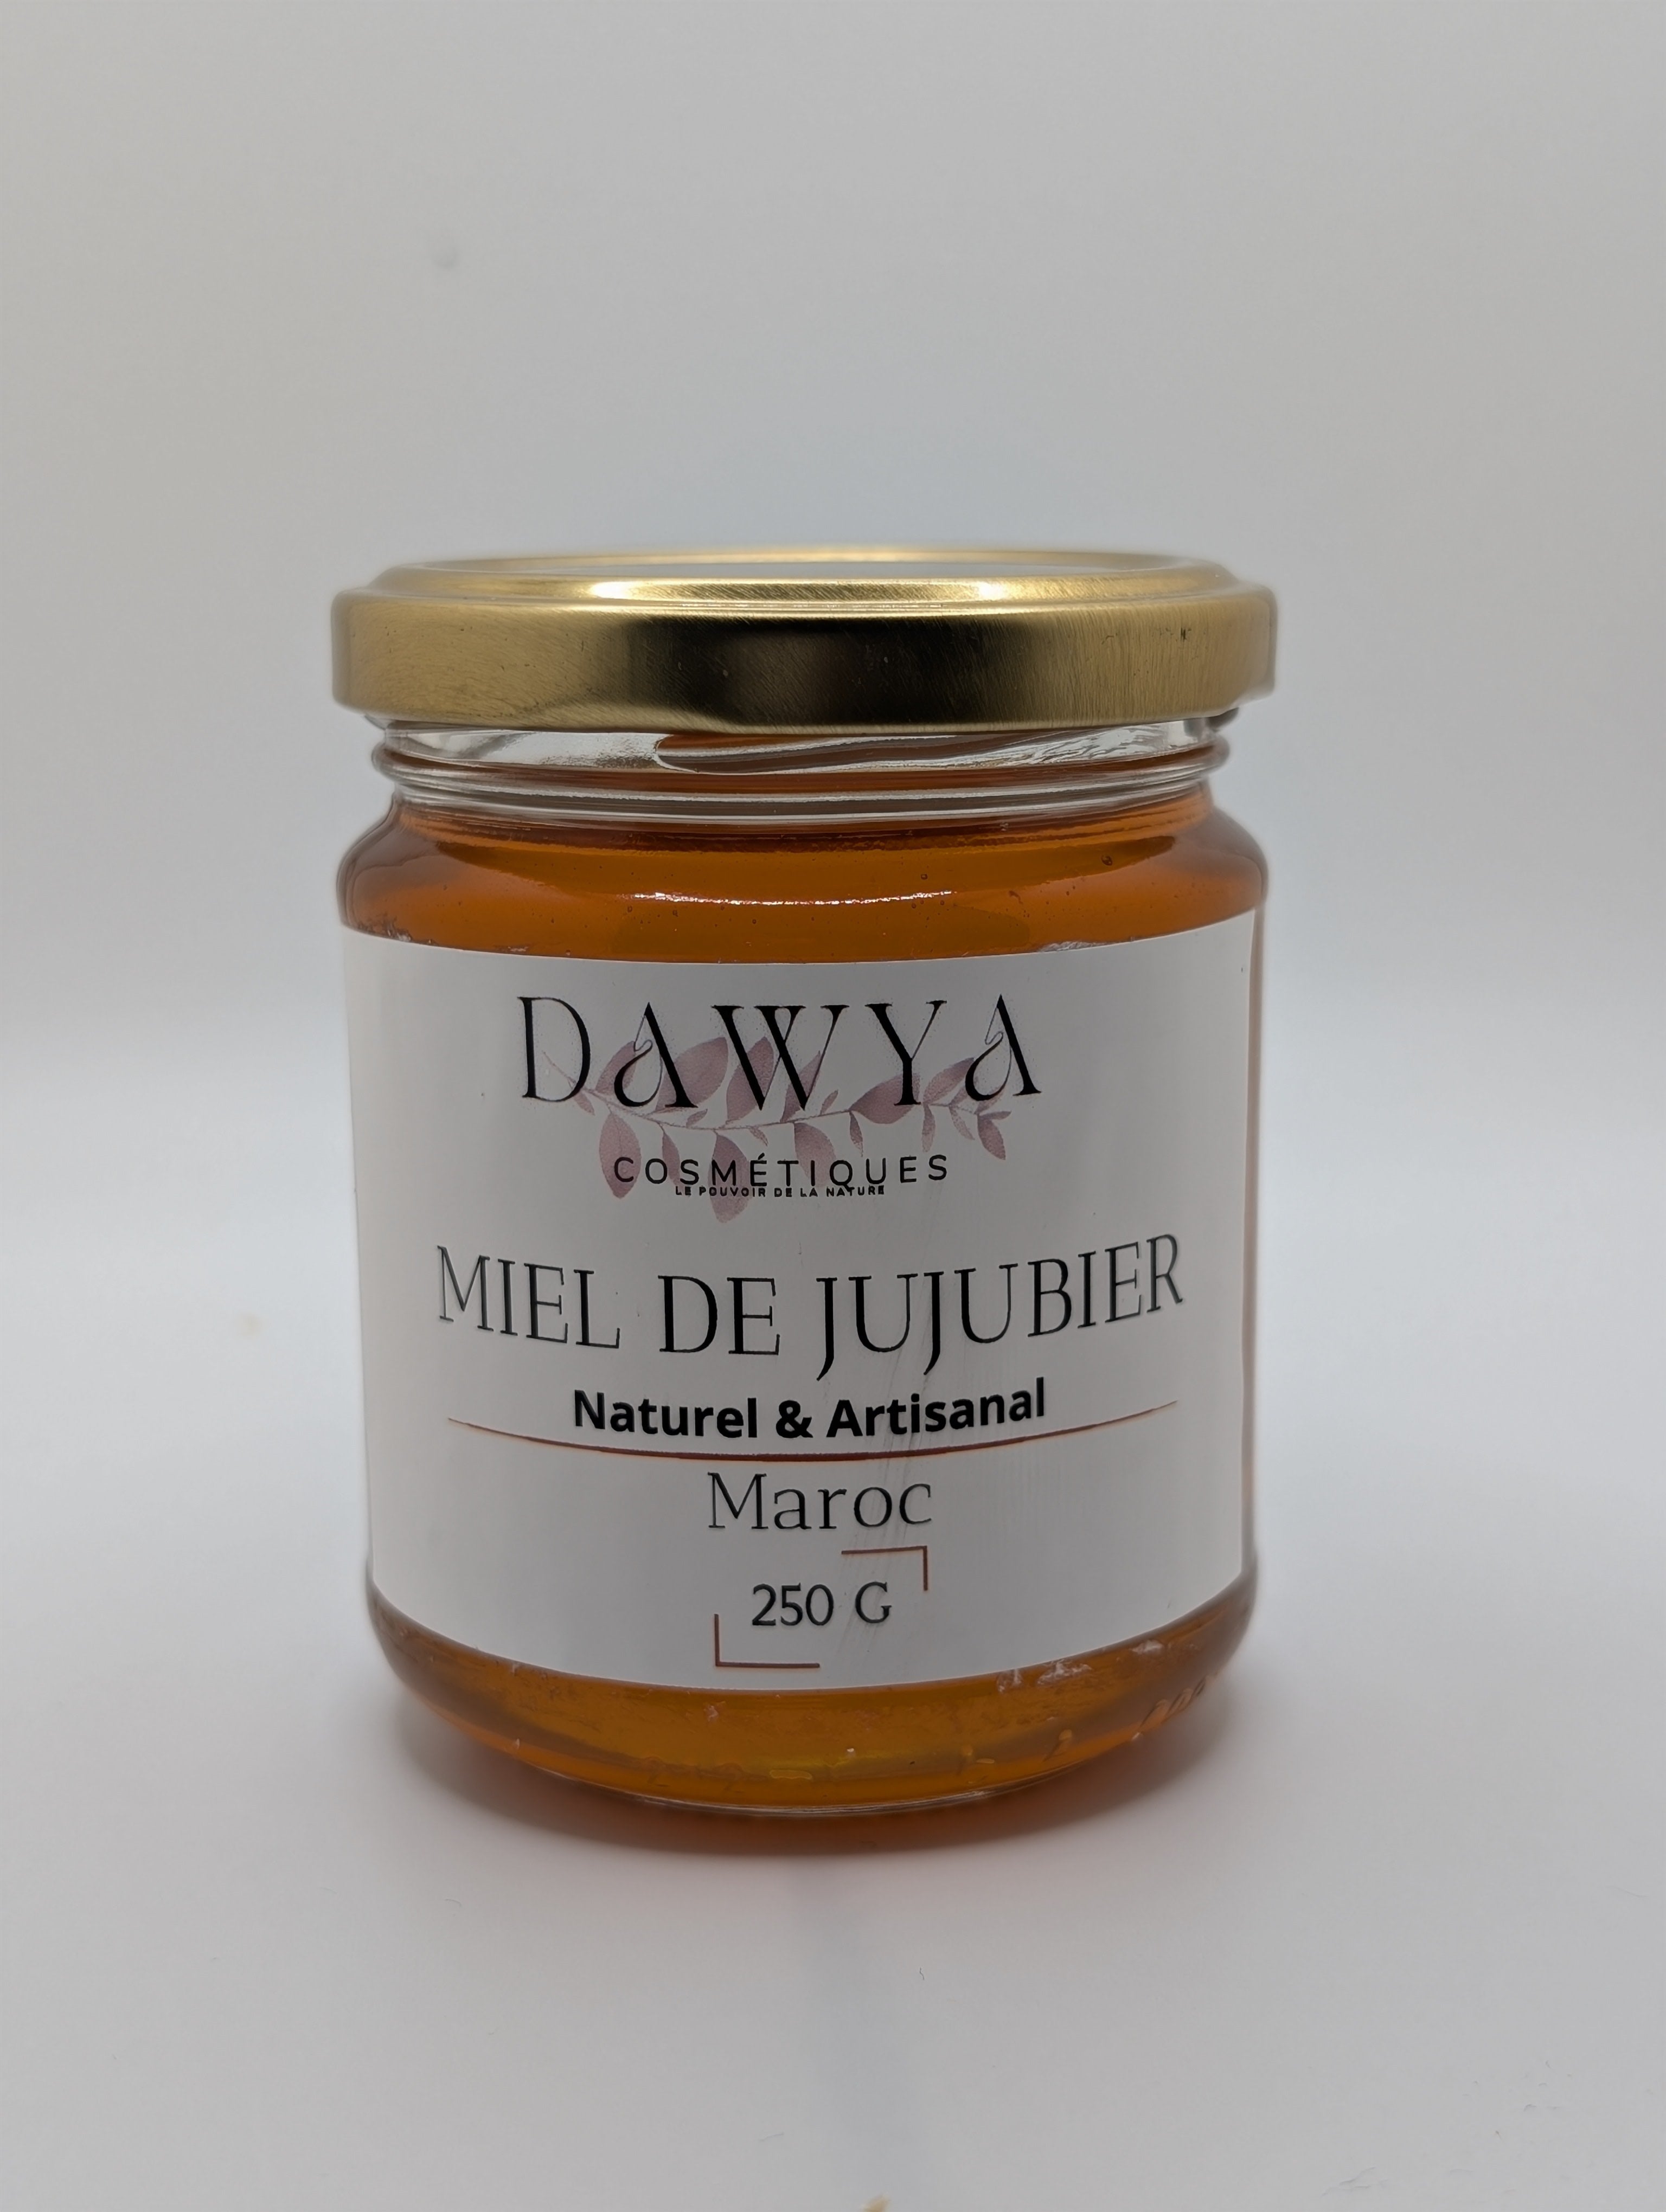 DAWYA
COSMÉTIQUES
LE POUVOIR DE LA NATURE
MIEL DE JUJUBIER
Naturel & Artisanal
Maroc
250 G